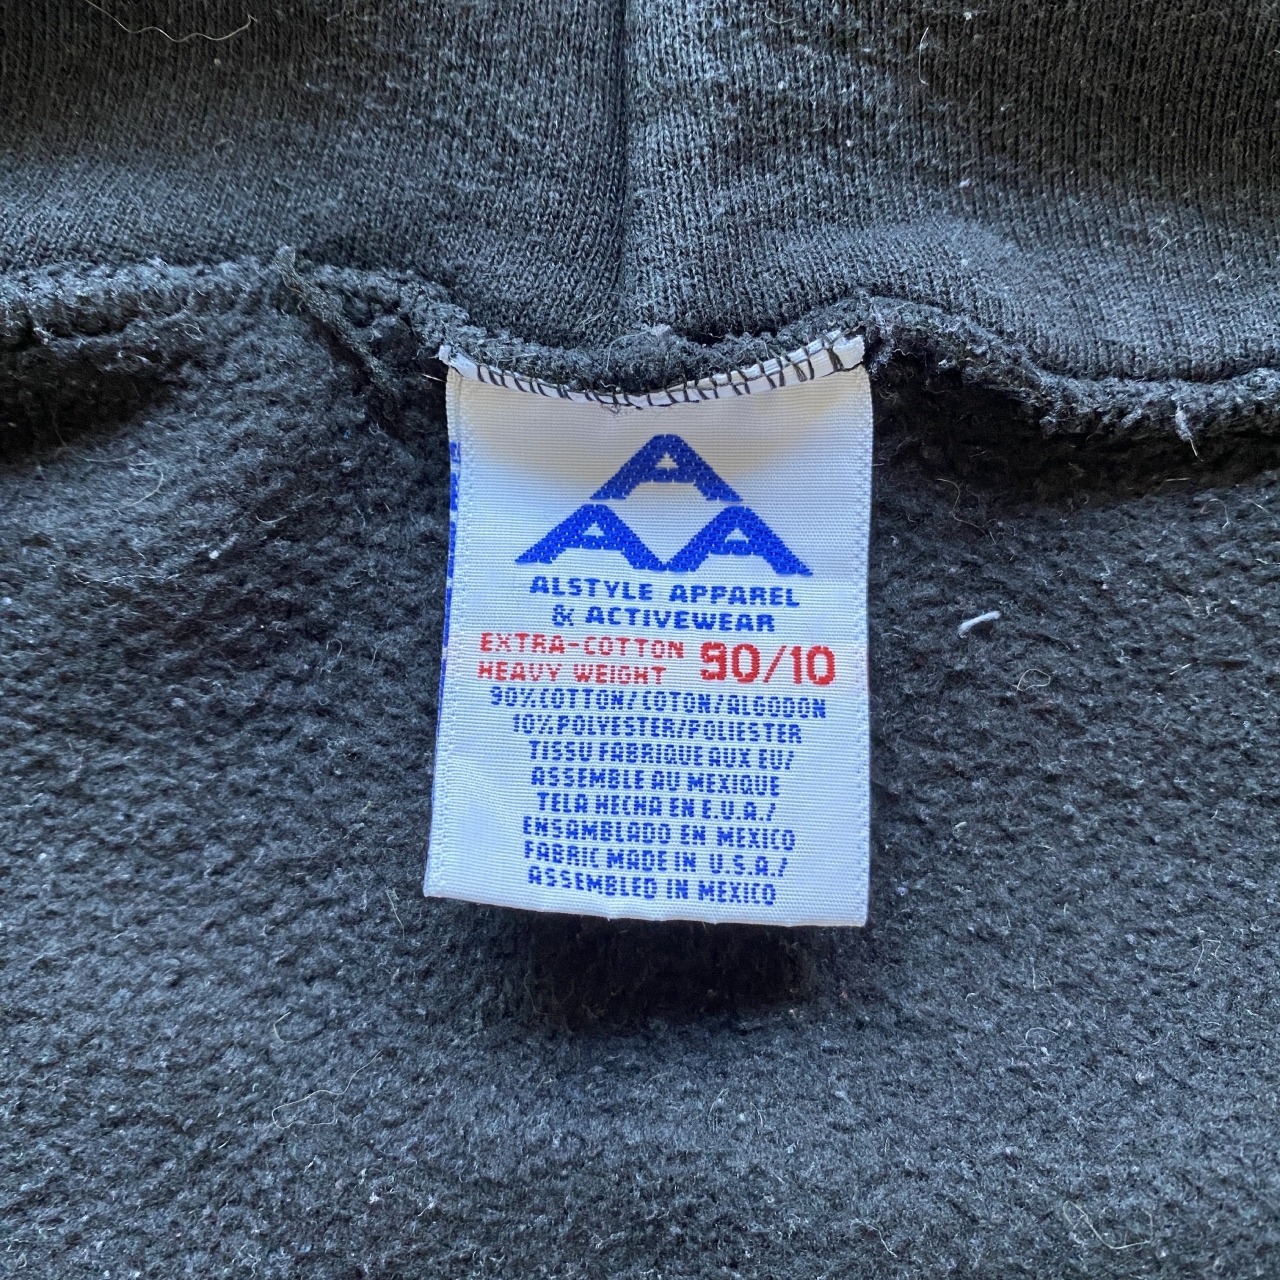 A
AA
ALSTYLE APPAREL
& ACTIVEWEAR
EXTRA-COTTON 90/10
HEAVY WEIGHT
90% COTTON/COTON/ALGODON
10% POLYESTER/POLIESTER
TISSU FABRIQUE AUX EU/
ASSEMBLE AU MEXIQUE
TELA HECHA EN E.U.A./
ENSAMBLADO EN MEXICO
FABRIC MADE IN U.S.A./
ASSEMBLED IN MEXICO